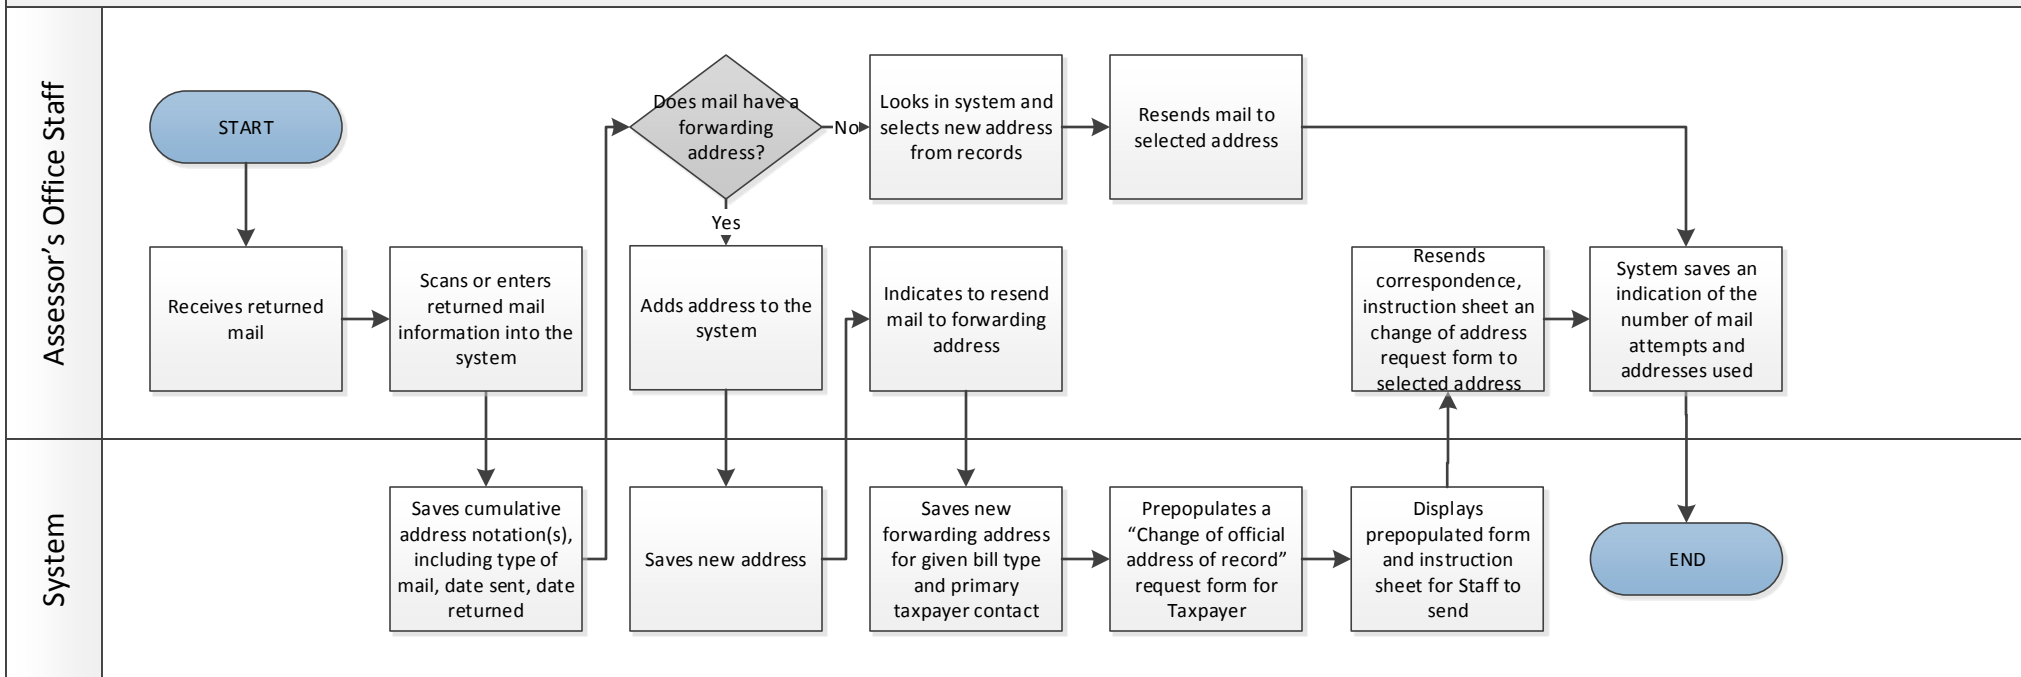 Assessor's Office Staff
START
Receives returned
mail
Scans or enters
returned mail
information into the
system
Does mail have a
forwarding
address?
No
Yes
Looks in system and
selects new address
from records
Resends mail to
selected address
Adds address to the
system
Indicates to resend
mail to forwarding
address
Resends
correspondence,
instruction sheet an
change of address
request form to
selected address
System saves an
indication of the
number of mail
attempts and
addresses used
System
Saves cumulative
address notation(s),
including type of
mail, date sent, date
returned
Saves new address
Saves new
forwarding address
for given bill type
and primary
taxpayer contact
Prepopulates a
“Change of official
address of record”
request form for
Taxpayer
Displays
prepopulated form
and instruction
sheet for Staff to
send
END